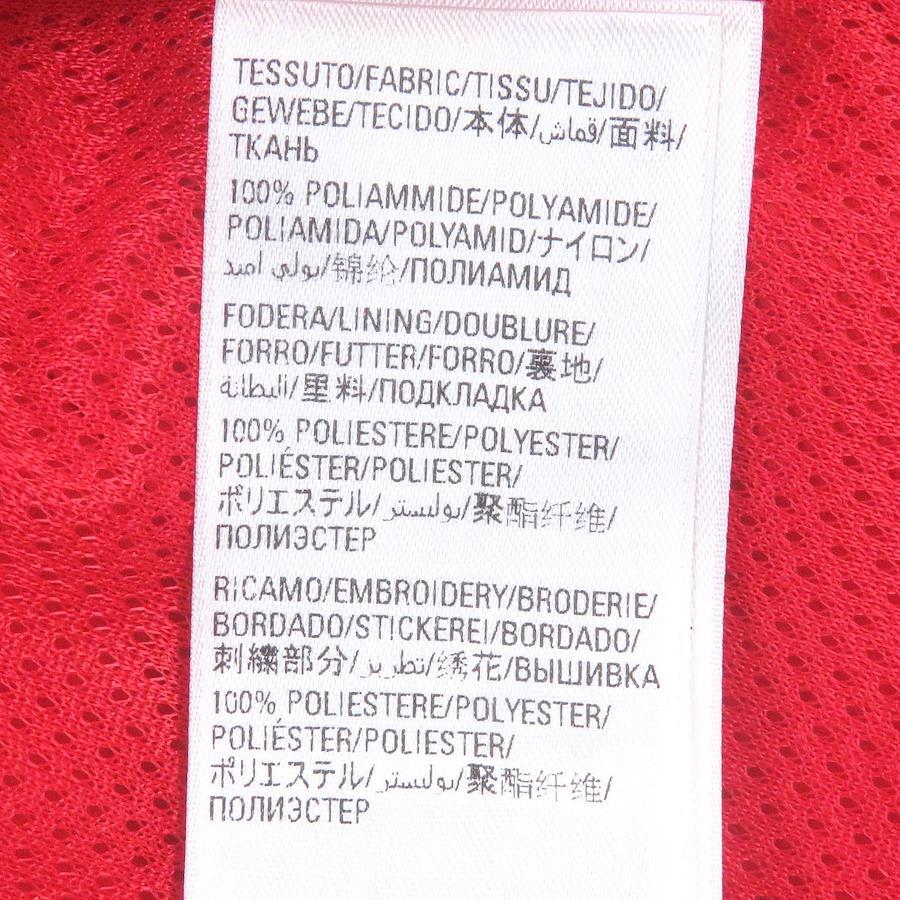 TESSUTO/FABRIC/TISSU/TEJIDO/
GEWEBE/TECIDO/本体/قماش/面料/
ТКАНЬ
100% POLIAMMIDE/POLYAMIDE/
POLIAMIDA/POLYAMID/ナイロン/
بولي اميد/锦纶/ПОЛИАМИД
FODERA/LINING/DOUBLURE/
FORRO/FUTTER/FORRO/裏地/
البطانة/里料/ПОДКЛАДКА
100% POLIESTERE/POLYESTER/
POLIÉSTER/POLIESTER/
ポリエステル/بوليستر/聚酯纤维/
ПОЛИЭСТЕР
RICAMO/EMBROIDERY/BRODERIE/
BORDADO/STICKEREI/BORDADO/
刺繍部分/تطريز/绣花/ВЫШИВКА
100% POLIESTERE/POLYESTER/
POLIÉSTER/POLIESTER/
ポリエステル/بوليستر/聚酯纤维/
ПОЛИЭСТЕР